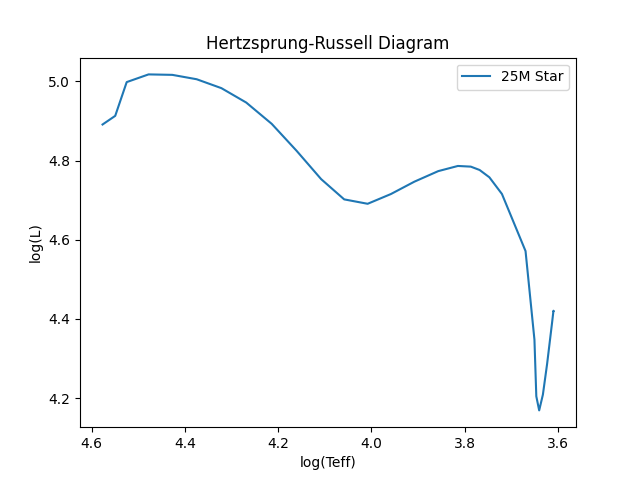 Hertzsprung-Russell Diagram
25M Star
5.0
4.8
4.6
4.4
4.2
log(L)
4.6 4.4 4.2 4.0 3.8 3.6
log(Teff)